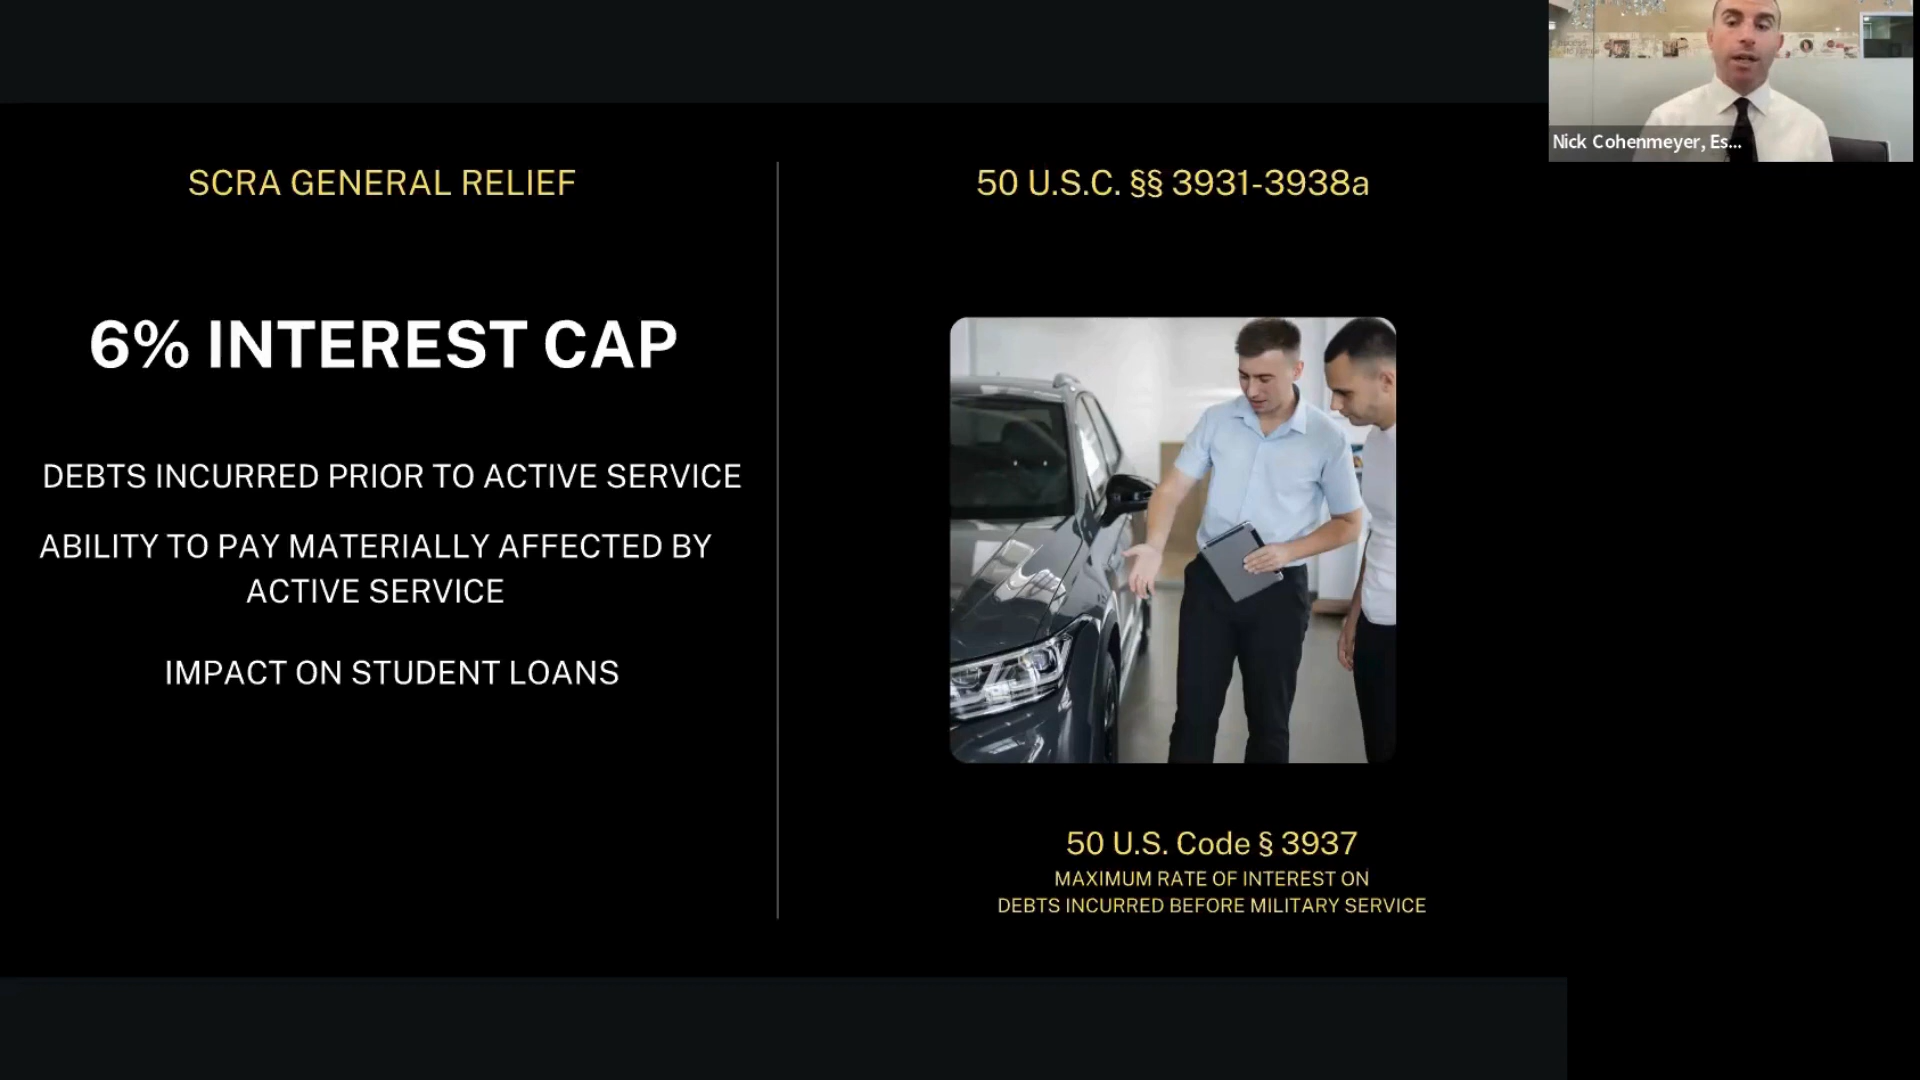 SCRA GENERAL RELIEF
6% INTEREST CAP
DEBTS INCURRED PRIOR TO ACTIVE SERVICE
ABILITY TO PAY MATERIALLY AFFECTED BY
ACTIVE SERVICE
IMPACT ON STUDENT LOANS
50 U.S.C. §§ 3931-3938a
50 U.S. Code § 3937
MAXIMUM RATE OF INTEREST ON
DEBTS INCURRED BEFORE MILITARY SERVICE
Nick Cohenmeyer, Es...